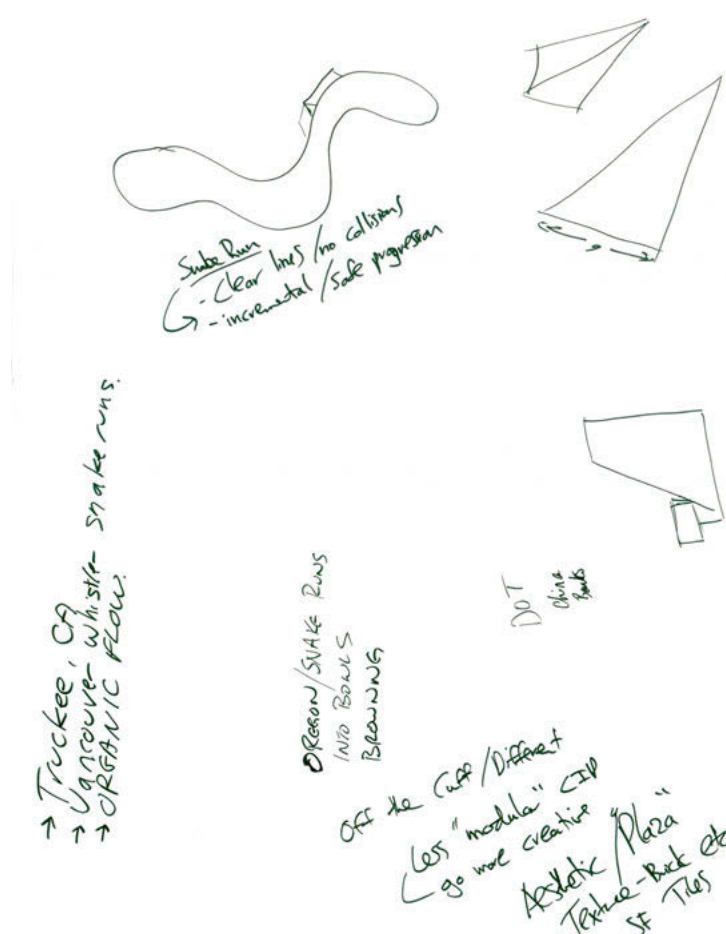 Snake Run
- Clear lines / no collisions
- incremental / safe progression
→ Truckee, CA
→ Vancouver Whistler snake runs.
→ ORGANIC FLOW.
OREGON/SNAKE RUNS
INTO BOWLS
BROWNING
DOT
China
Banks
Off the Cuff / Different
Less "modular" CIP
go more creative
Aesthetic / "Plaza"
Texture-Brick etc
SF Tiles